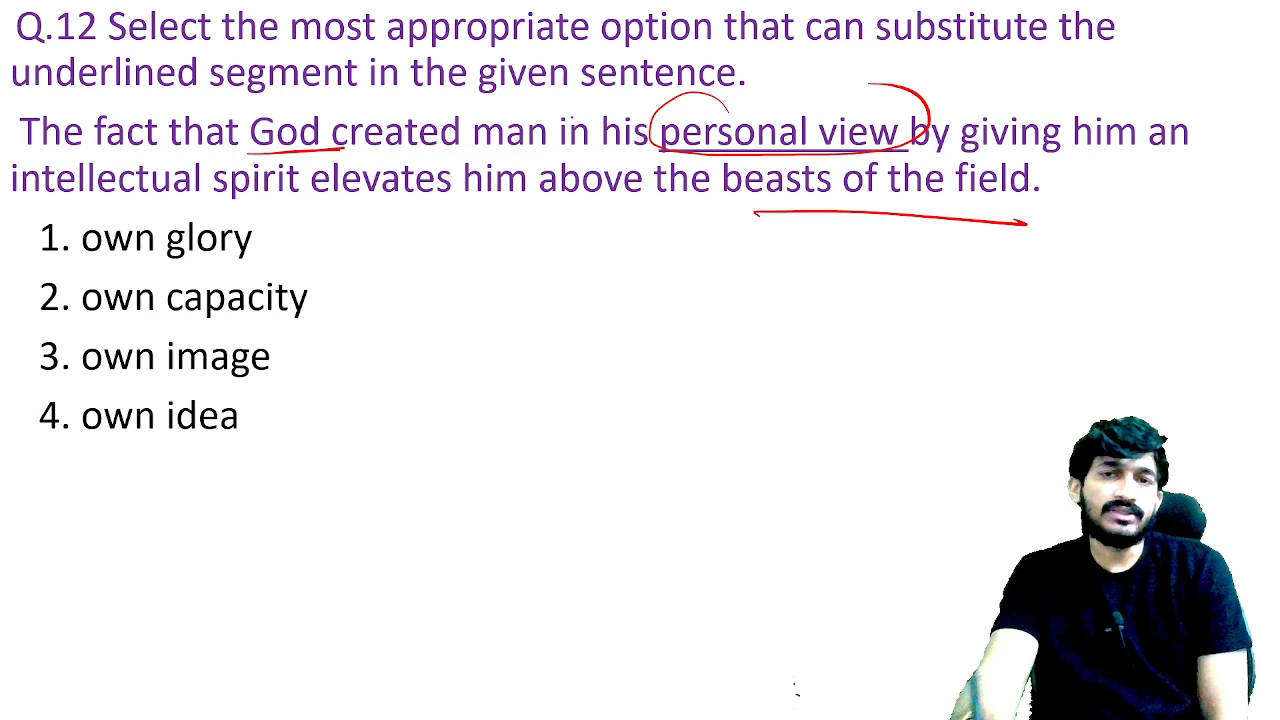 Q.12 Select the most appropriate option that can substitute the
underlined segment in the given sentence.
The fact that God created man in his personal view by giving him an
intellectual spirit elevates him above the beasts of the field.
1. own glory
2. own capacity
3. own image
4. own idea